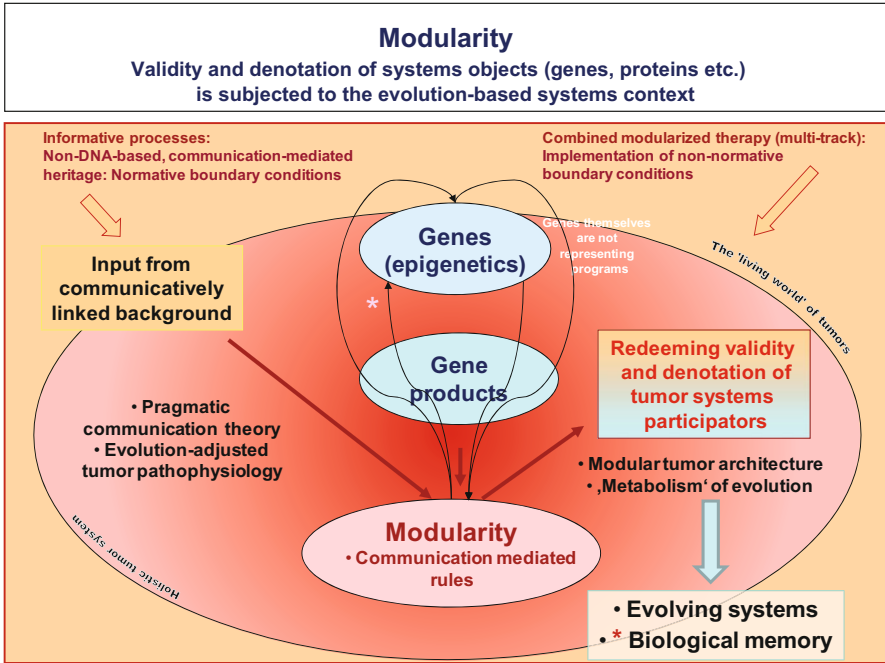 Modularity
Validity and denotation of systems objects (genes, proteins etc.)
is subjected to the evolution-based systems context
Informative processes:
Non-DNA-based, communication-mediated
heritage: Normative boundary conditions
Combined modularized therapy (multi-track):
Implementation of non-normative
boundary conditions
Genes
(epigenetics)
Genes themselves
are not
representing
programs
The 'living world' of tumors
Input from
communicatively
linked background
*
Gene
products
Redeeming validity
and denotation of
tumor systems
participators
• Pragmatic
communication theory
• Evolution-adjusted
tumor pathophysiology
• Modular tumor architecture
• ‚Metabolism‘ of evolution
Modularity
• Communication mediated
rules
Holistic tumor system
• Evolving systems
• * Biological memory